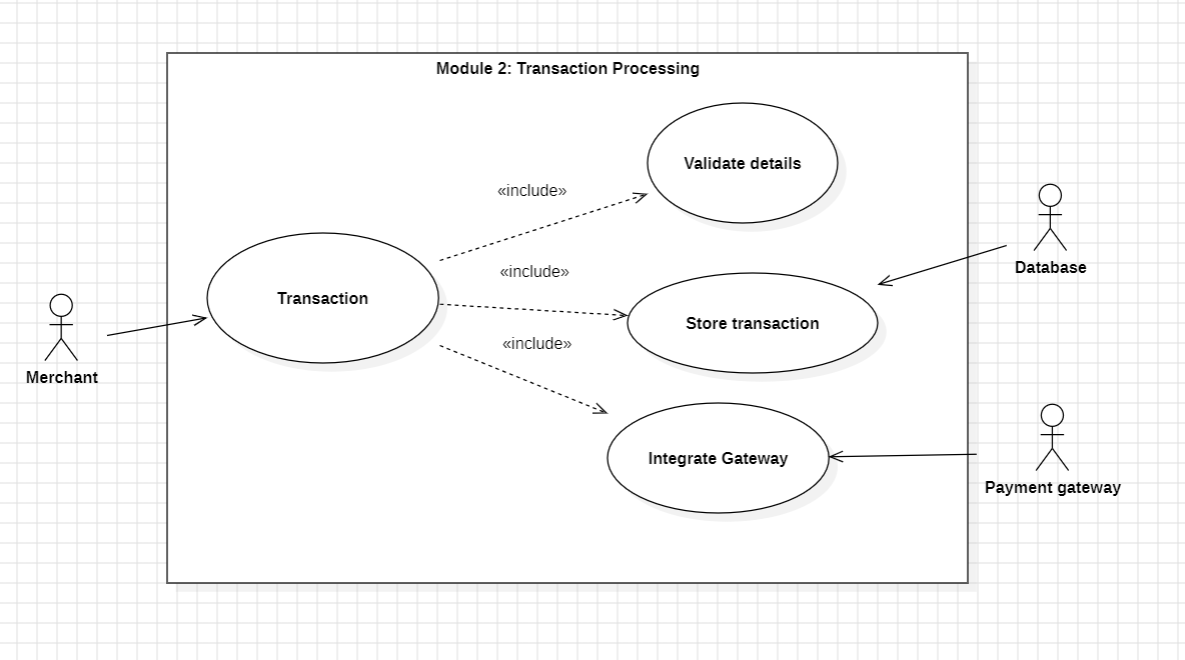 Module 2: Transaction Processing
Validate details
«include»
«include»
Database
Transaction
Store transaction
«include»
Merchant
Integrate Gateway
Payment gateway